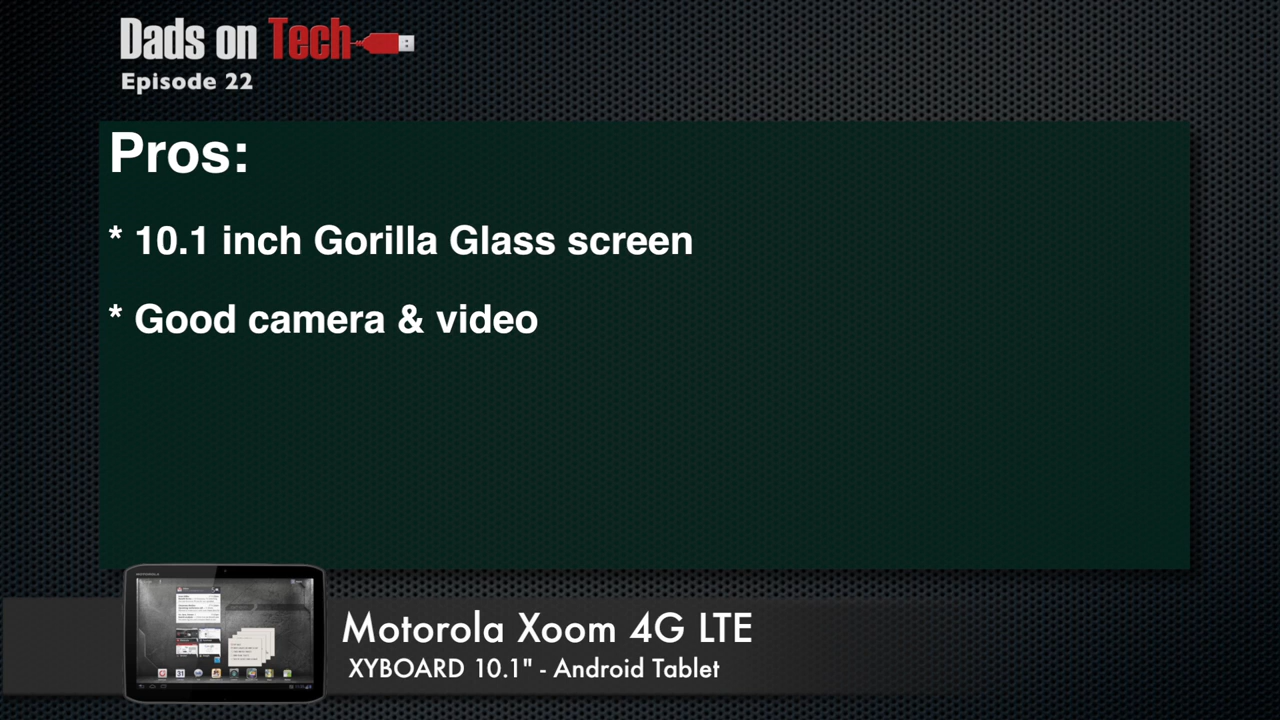 Dads on Tech
Episode 22
Pros:
* 10.1 inch Gorilla Glass screen
* Good camera & video
MOTOROLA
Motorola Xoom 4G LTE
XYBOARD 10.1" - Android Tablet